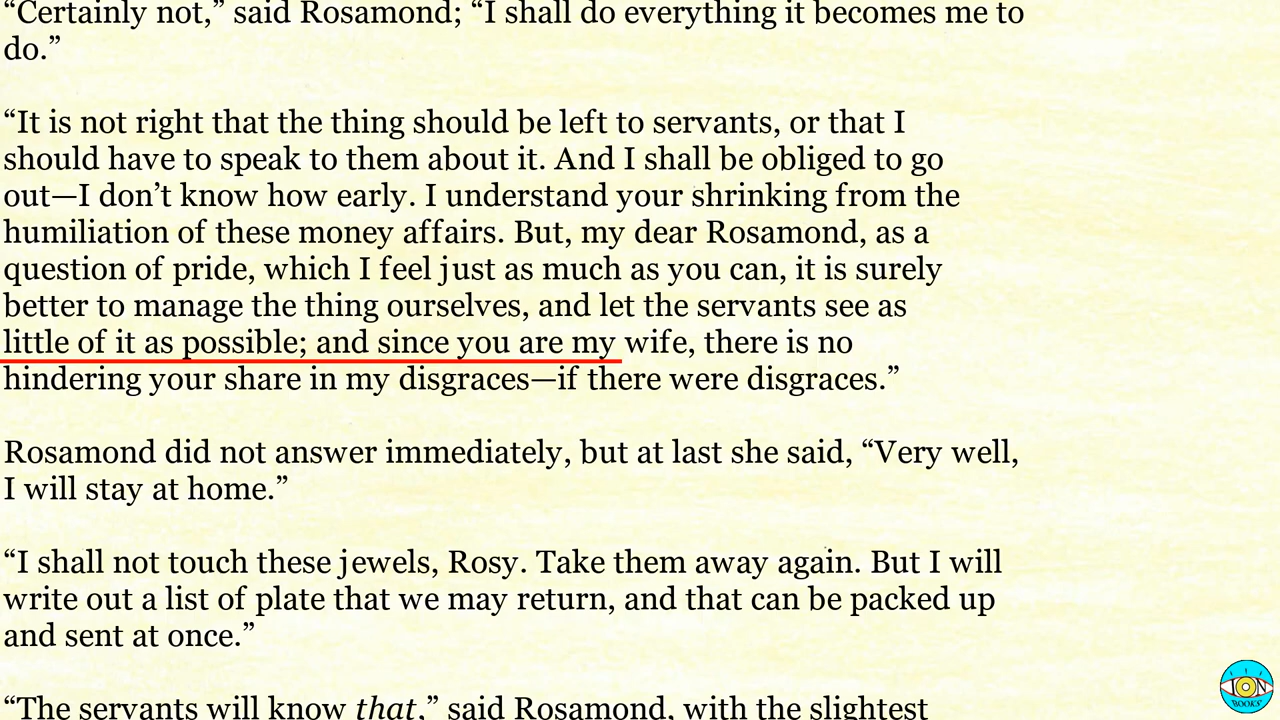 “Certainly not,” said Rosamond; “I shall do everything it becomes me to
do.”
“It is not right that the thing should be left to servants, or that I
should have to speak to them about it. And I shall be obliged to go
out—I don’t know how early. I understand your shrinking from the
humiliation of these money affairs. But, my dear Rosamond, as a
question of pride, which I feel just as much as you can, it is surely
better to manage the thing ourselves, and let the servants see as
little of it as possible; and since you are my wife, there is no
hindering your share in my disgraces—if there were disgraces.”
Rosamond did not answer immediately, but at last she said, “Very well,
I will stay at home.”
“I shall not touch these jewels, Rosy. Take them away again. But I will
write out a list of plate that we may return, and that can be packed up
and sent at once.”
“The servants will know that,” said Rosamond, with the slightest
ION
BOOKS